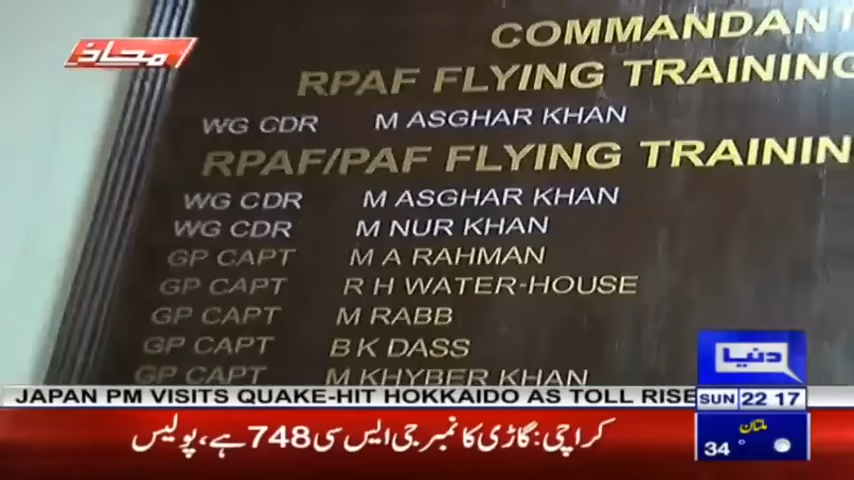 محاذ
COMMANDANT
RPAF FLYING TRAINING
WG CDR M ASGHAR KHAN
RPAF/PAF FLYING TRAININ
WG CDR M ASGHAR KHAN
WG CDR M NUR KHAN
GP CAPT M A RAHMAN
GP CAPT R H WATER-HOUSE
GP CAPT M RABB
GP CAPT B K DASS
GP CAPT M KHYBER KHAN
دنیا
JAPAN PM VISITS QUAKE-HIT HOKKAIDO AS TOLL RISE
SUN 22 17
کراچی: گاڑی کا نمبر جی ایس سی 748 ہے، پولیس
ملتان
34°